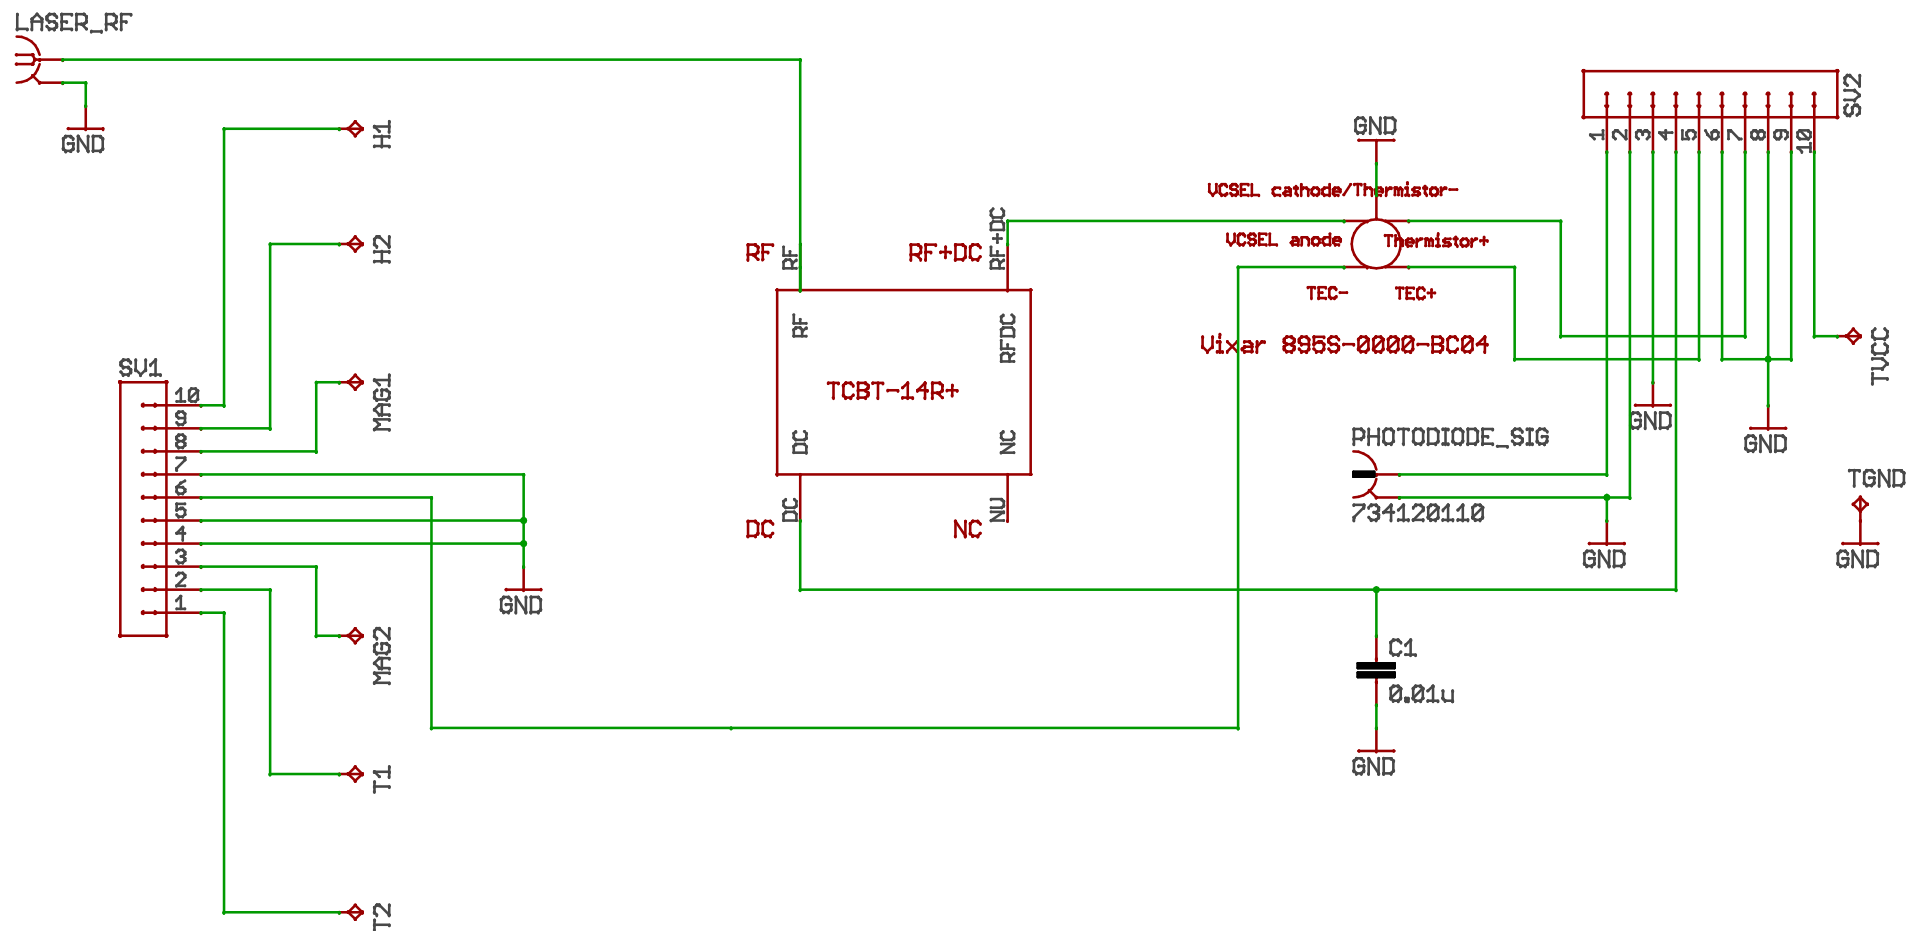 LASER_RF
GND
H1
H2
MAG1
SV1
10
9
8
7
6
5
4
3
2
1
GND
MAG2
T1
T2
RF
RF
RF+DC
RF+DC
RF
RFDC
TCBT-14R+
DC
NC
DC
DC
NC
NU
GND
VCSEL cathode/Thermistor-
VCSEL anode
Thermistor+
TEC-
TEC+
Vixar 895S-0000-BC04
SV2
1
2
3
4
5
6
7
8
9
10
TVCC
GND
GND
PHOTODIODE_SIG
734120110
GND
TGND
GND
C1
0.01u
GND